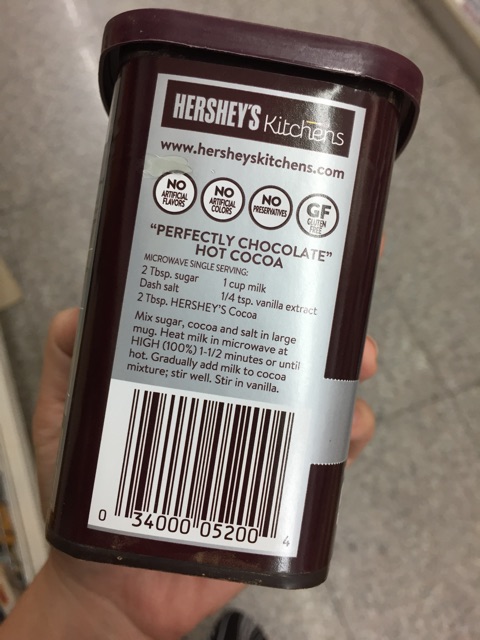 HERSHEY'S Kitchens
www.hersheyskitchens.com
NO ARTIFICIAL FLAVORS
NO ARTIFICIAL COLORS
NO PRESERVATIVES
GF GLUTEN FREE
"PERFECTLY CHOCOLATE"
HOT COCOA
MICROWAVE SINGLE SERVING:
2 Tbsp. sugar 1 cup milk
Dash salt 1/4 tsp. vanilla extract
2 Tbsp. HERSHEY'S Cocoa
Mix sugar, cocoa and salt in large
mug. Heat milk in microwave at
HIGH (100%) 1-1/2 minutes or until
hot. Gradually add milk to cocoa
mixture; stir well. Stir in vanilla.
0 34000 05200 4